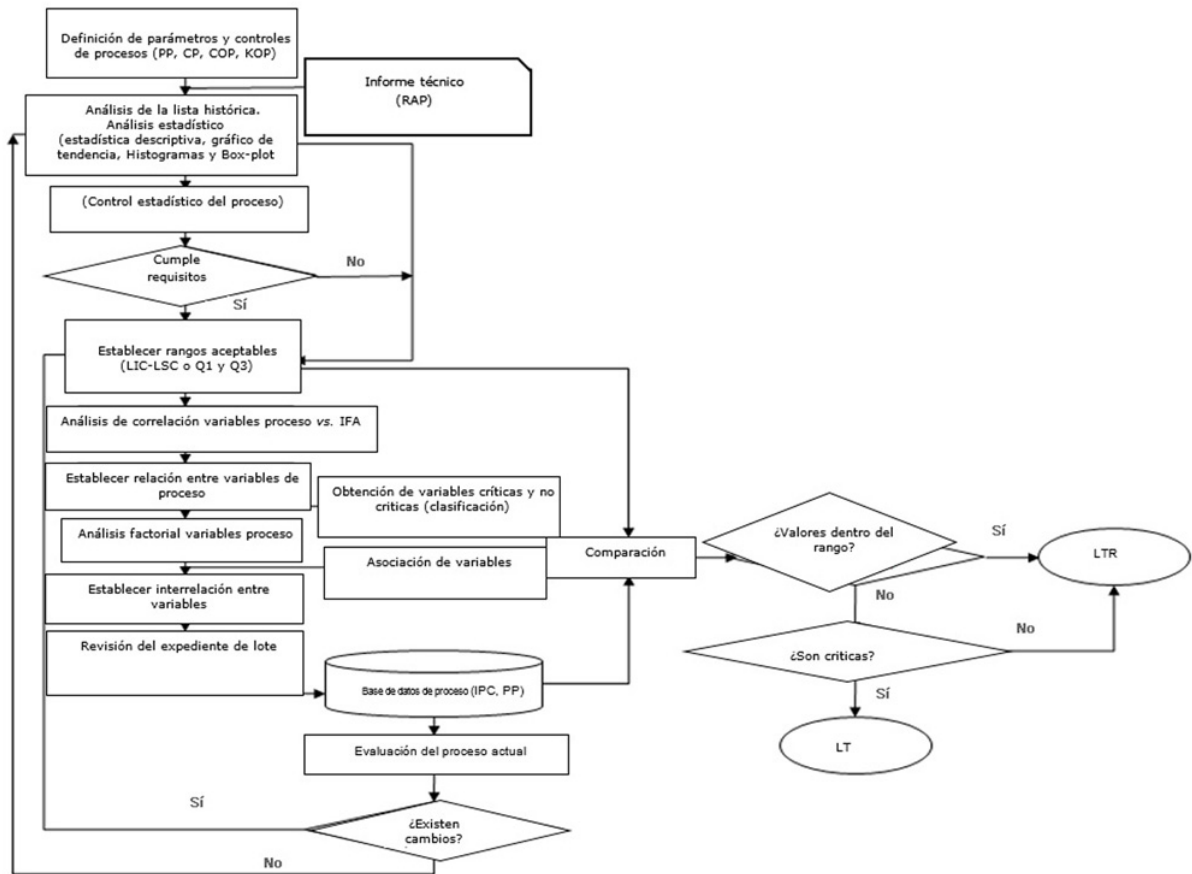 Definición de parámetros y controles
de procesos (PP, CP, COP, KOP)
Informe técnico
(RAP)
Análisis de la lista histórica.
Análisis estadístico
(estadística descriptiva, gráfico de
tendencia, Histogramas y Box-plot
(Control estadístico del proceso)
Cumple
requisitos
No
Sí
Establecer rangos aceptables
(LIC-LSC o Q1 y Q3)
Análisis de correlación variables proceso vs. IFA
Establecer relación entre variables de
proceso
Obtención de variables críticas y no
criticas (clasificación)
Análisis factorial variables proceso
Asociación de variables
Comparación
¿Valores dentro del
rango?
Sí
LTR
No
Establecer interrelación entre
variables
Revisión del expediente de lote
¿Son criticas?
No
Sí
LT
Base de datos de proceso (IPC, PP)
Evaluación del proceso actual
Sí
¿Existen
cambios?
No